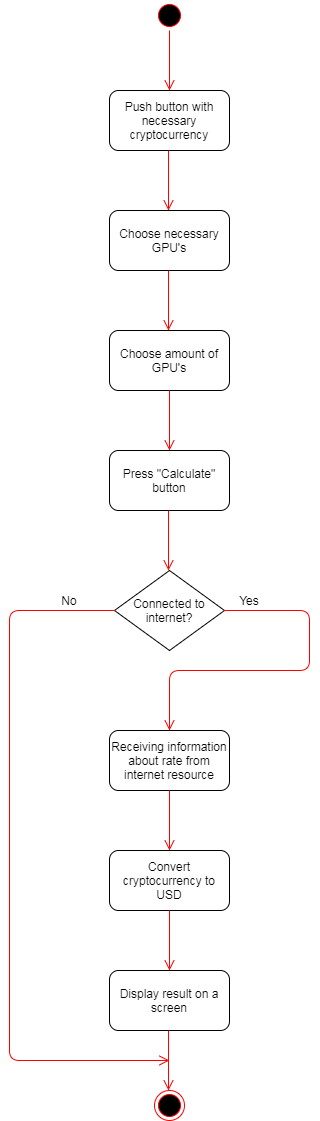 Push button with
necessary
cryptocurrency
Choose necessary
GPU's
Choose amount of
GPU's
Press "Calculate"
button
Connected to
internet?
No
Yes
Receiving information
about rate from
internet resource
Convert
cryptocurrency to
USD
Display result on a
screen